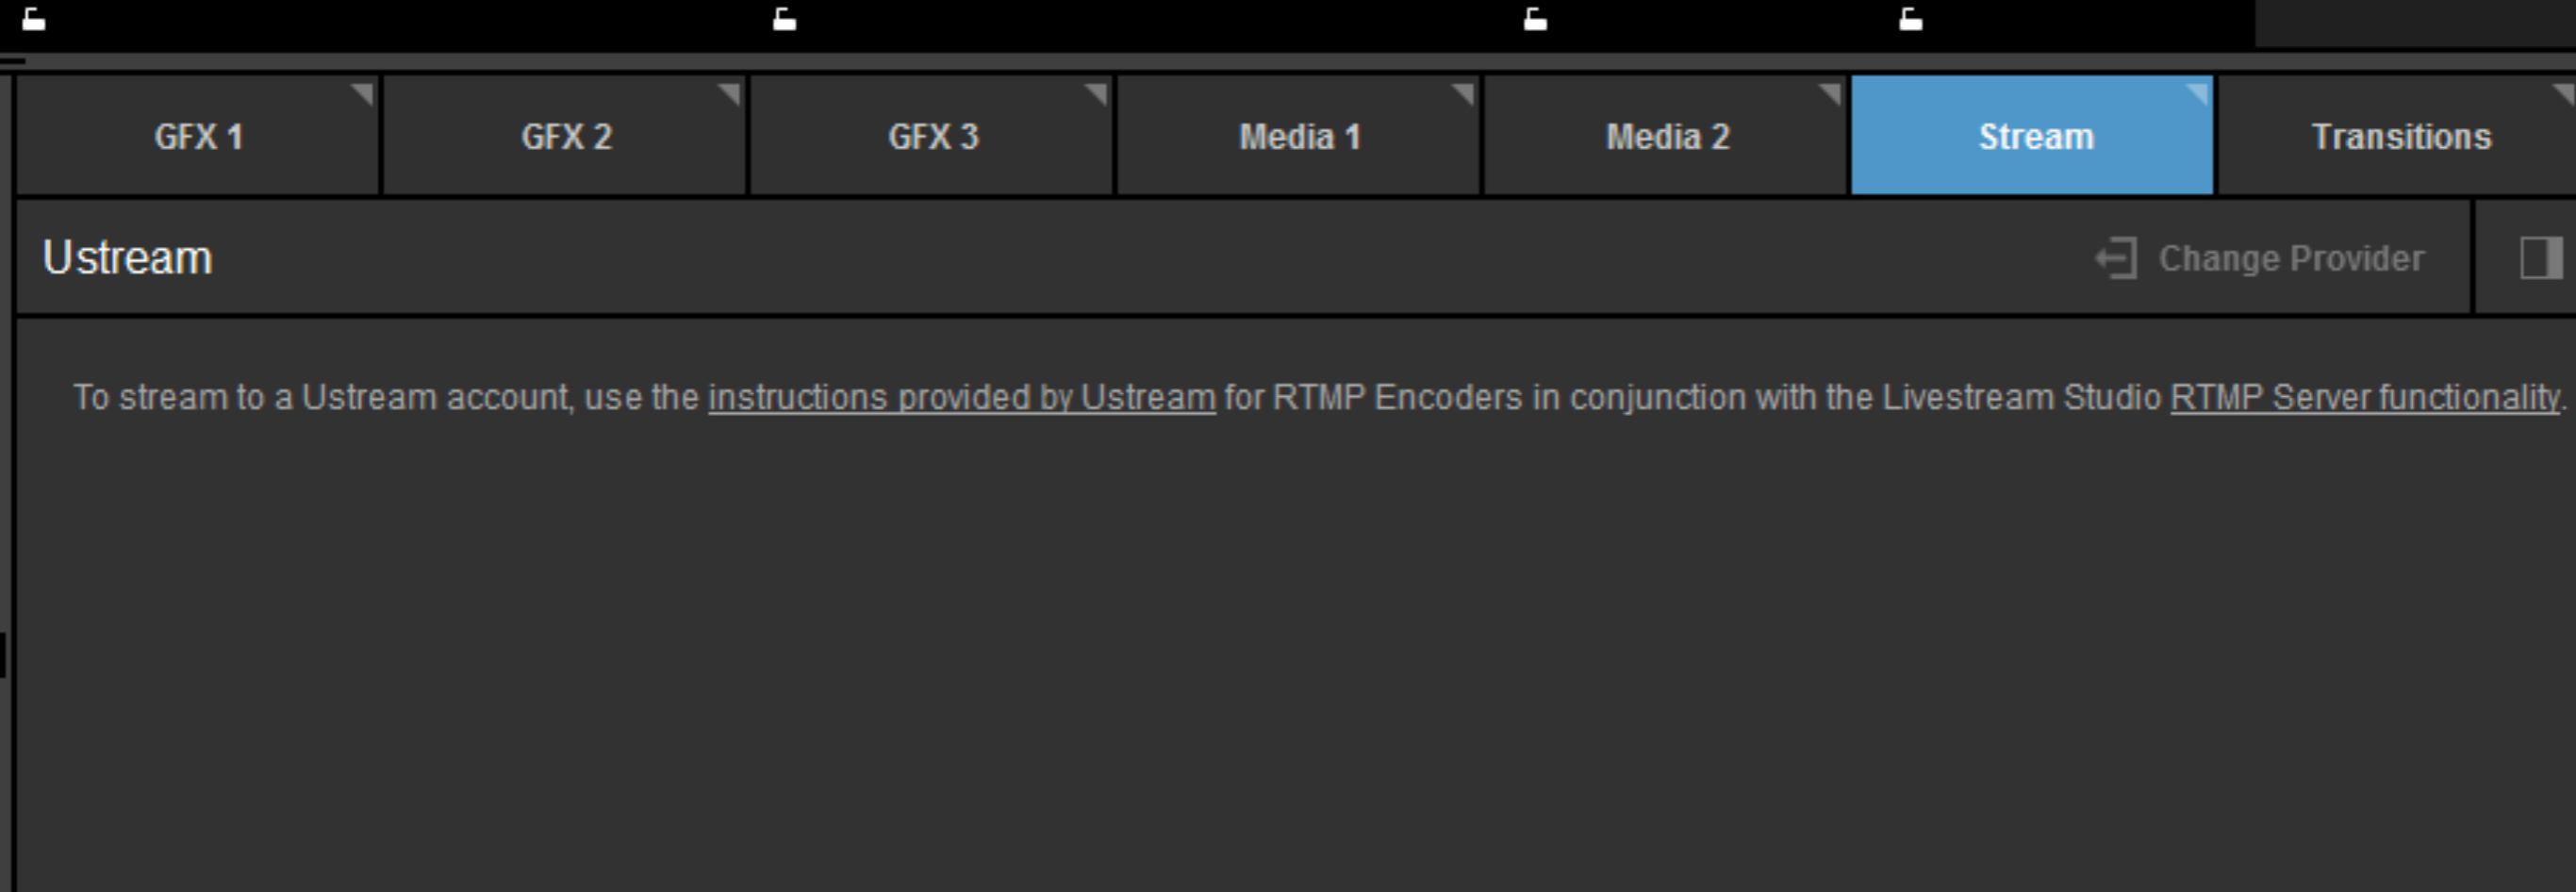 GFX 1 GFX 2 GFX 3 Media 1 Media 2 Stream Transitions
Ustream Change Provider
To stream to a Ustream account, use the instructions provided by Ustream for RTMP Encoders in conjunction with the Livestream Studio RTMP Server functionality.